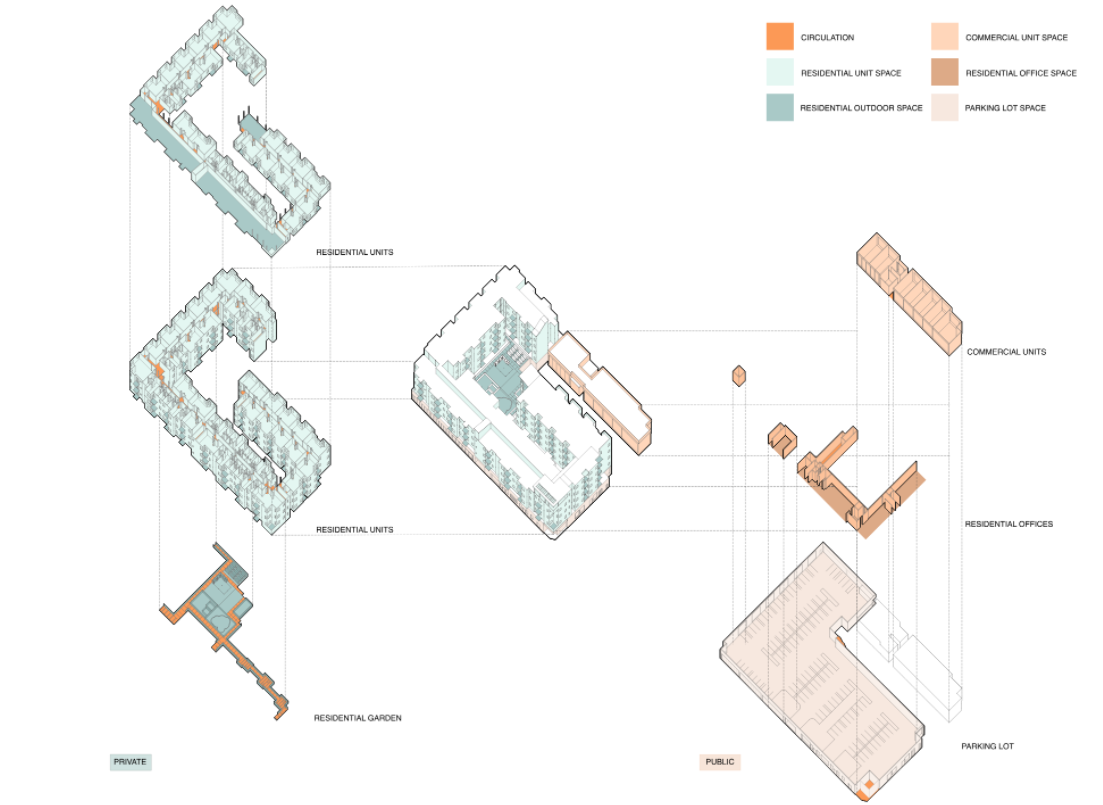 CIRCULATION
COMMERCIAL UNIT SPACE
RESIDENTIAL UNIT SPACE
RESIDENTIAL OFFICE SPACE
RESIDENTIAL OUTDOOR SPACE
PARKING LOT SPACE
RESIDENTIAL UNITS
COMMERCIAL UNITS
RESIDENTIAL UNITS
RESIDENTIAL OFFICES
RESIDENTIAL GARDEN
PARKING LOT
PRIVATE
PUBLIC